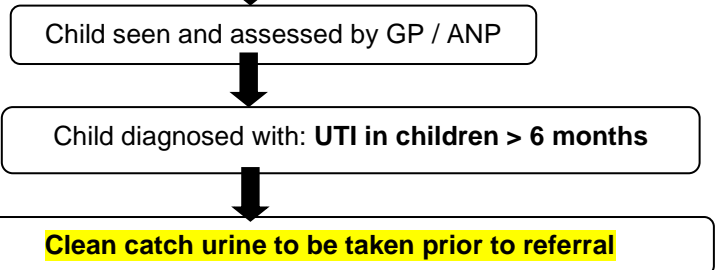 Child seen and assessed by GP / ANP
Child diagnosed with: UTI in children > 6 months
Clean catch urine to be taken prior to referral